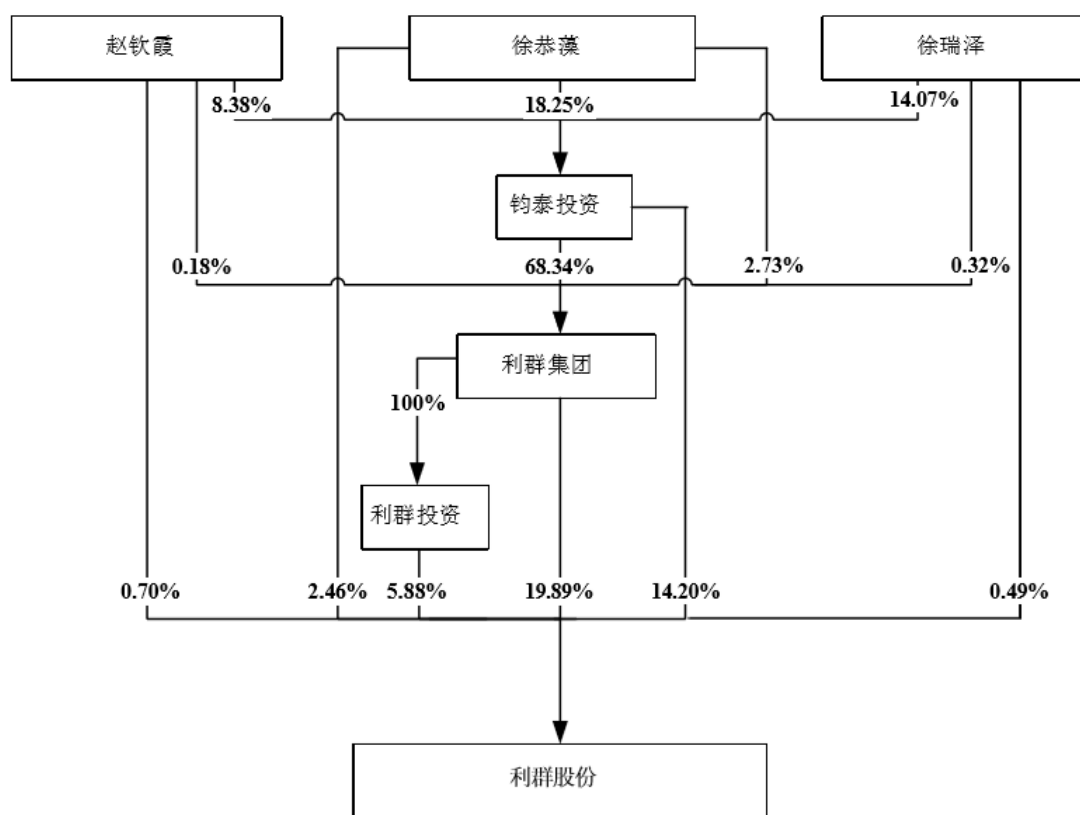 赵钦霞
徐恭藻
徐瑞泽
8.38%
18.25%
14.07%
钧泰投资
0.18%
68.34%
2.73%
0.32%
利群集团
100%
利群投资
0.70%
2.46%
5.88%
19.89%
14.20%
0.49%
利群股份